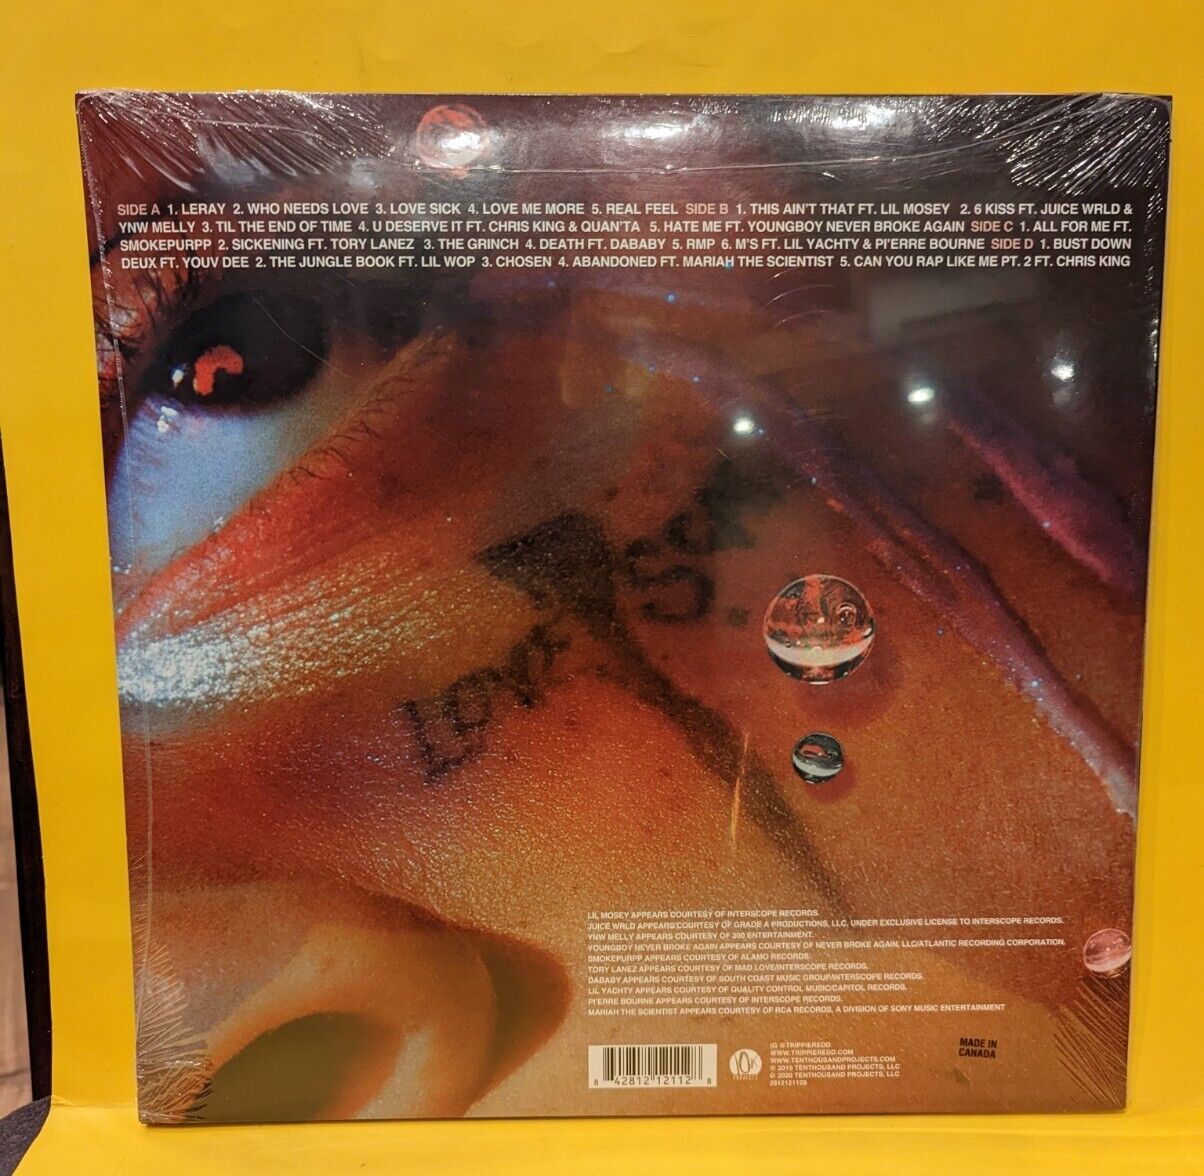 SIDE A 1. LERAY 2. WHO NEEDS LOVE 3. LOVE SICK 4. LOVE ME MORE 5. REAL FEEL SIDE B 1. THIS AIN'T THAT FT. LIL MOSEY 2. 6 KISS FT. JUICE WRLD &
YNW MELLY 3. TIL THE END OF TIME 4. U DESERVE IT FT. CHRIS KING & QUAN'TA 5. HATE ME FT. YOUNGBOY NEVER BROKE AGAIN SIDE C 1. ALL FOR ME FT.
SMOKEPURPP 2. SICKENING FT. TORY LANEZ 3. THE GRINCH 4. DEATH FT. DABABY 5. RMP 6. M'S FT. LIL YACHTY & PI'ERRE BOURNE SIDE D 1. BUST DOWN
DEUX FT. YOUV DEE 2. THE JUNGLE BOOK FT. LIL WOP 3. CHOSEN 4. ABANDONED FT. MARIAH THE SCIENTIST 5. CAN YOU RAP LIKE ME PT. 2 FT. CHRIS KING
Love Sick
LIL MOSEY APPEARS COURTESY OF INTERSCOPE RECORDS.
JUICE WRLD APPEARS COURTESY OF GRADE A PRODUCTIONS, LLC. UNDER EXCLUSIVE LICENSE TO INTERSCOPE RECORDS.
YNW MELLY APPEARS COURTESY OF 300 ENTERTAINMENT.
YOUNGBOY NEVER BROKE AGAIN APPEARS COURTESY OF NEVER BROKE AGAIN, LLC/ATLANTIC RECORDING CORPORATION.
SMOKEPURPP APPEARS COURTESY OF ALAMO RECORDS.
TORY LANEZ APPEARS COURTESY OF MAD LOVE/INTERSCOPE RECORDS.
DABABY APPEARS COURTESY OF SOUTH COAST MUSIC GROUP/INTERSCOPE RECORDS.
LIL YACHTY APPEARS COURTESY OF QUALITY CONTROL MUSIC/CAPITOL RECORDS.
PI'ERRE BOURNE APPEARS COURTESY OF INTERSCOPE RECORDS.
MARIAH THE SCIENTIST APPEARS COURTESY OF RCA RECORDS, A DIVISION OF SONY MUSIC ENTERTAINMENT
8 42812 12112 8
10K
PROJECTS
IG @TRIPPIEREDD
WWW.TRIPPIEREDD.COM
WWW.TENTHOUSANDPROJECTS.COM
℗ 2019 TENTHOUSAND PROJECTS, LLC
© 2020 TENTHOUSAND PROJECTS, LLC
2812121128
MADE IN
CANADA